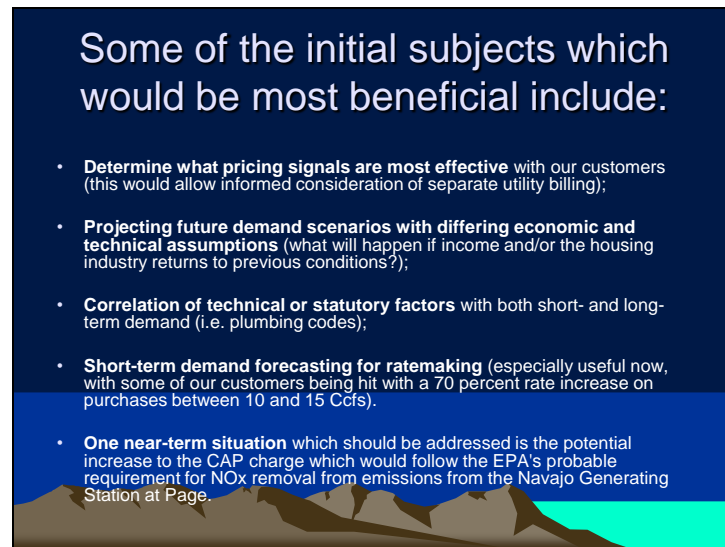 Some of the initial subjects which
would be most beneficial include:
• Determine what pricing signals are most effective with our customers
(this would allow informed consideration of separate utility billing);
• Projecting future demand scenarios with differing economic and
technical assumptions (what will happen if income and/or the housing
industry returns to previous conditions?);
• Correlation of technical or statutory factors with both short- and long-
term demand (i.e. plumbing codes);
• Short-term demand forecasting for ratemaking (especially useful now,
with some of our customers being hit with a 70 percent rate increase on
purchases between 10 and 15 Ccfs).
• One near-term situation which should be addressed is the potential
increase to the CAP charge which would follow the EPA's probable
requirement for NOx removal from emissions from the Navajo Generating
Station at Page.